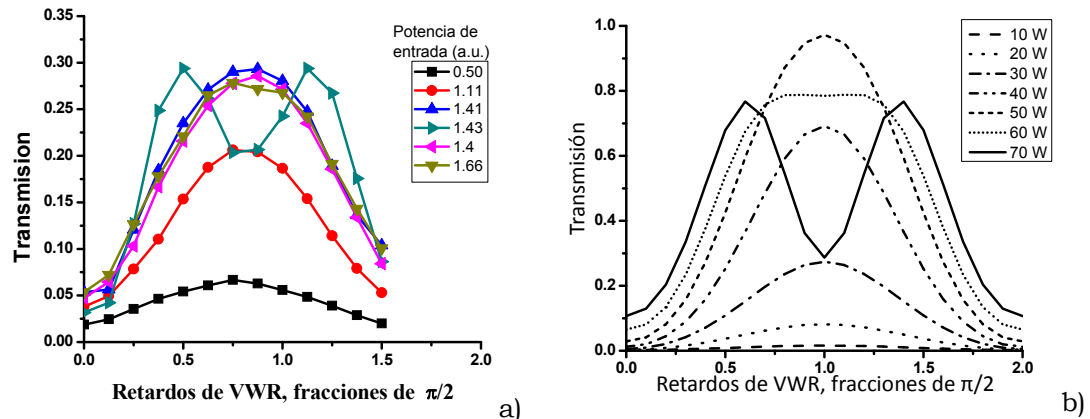 0.35
0.30
0.25
0.20
0.15
0.10
0.05
0.00
Transmision
0.0 0.5 1.0 1.5 2.0
Retardos de VWR, fracciones de π/2
Potencia de
entrada (a.u.)
0.50
1.11
1.41
1.43
1.4
1.66
a)
1.0
0.8
0.6
0.4
0.2
0.0
Transmisión
0.0 0.5 1.0 1.5 2.0
Retardos de VWR, fracciones de π/2
10 W
20 W
30 W
40 W
50 W
60 W
70 W
b)